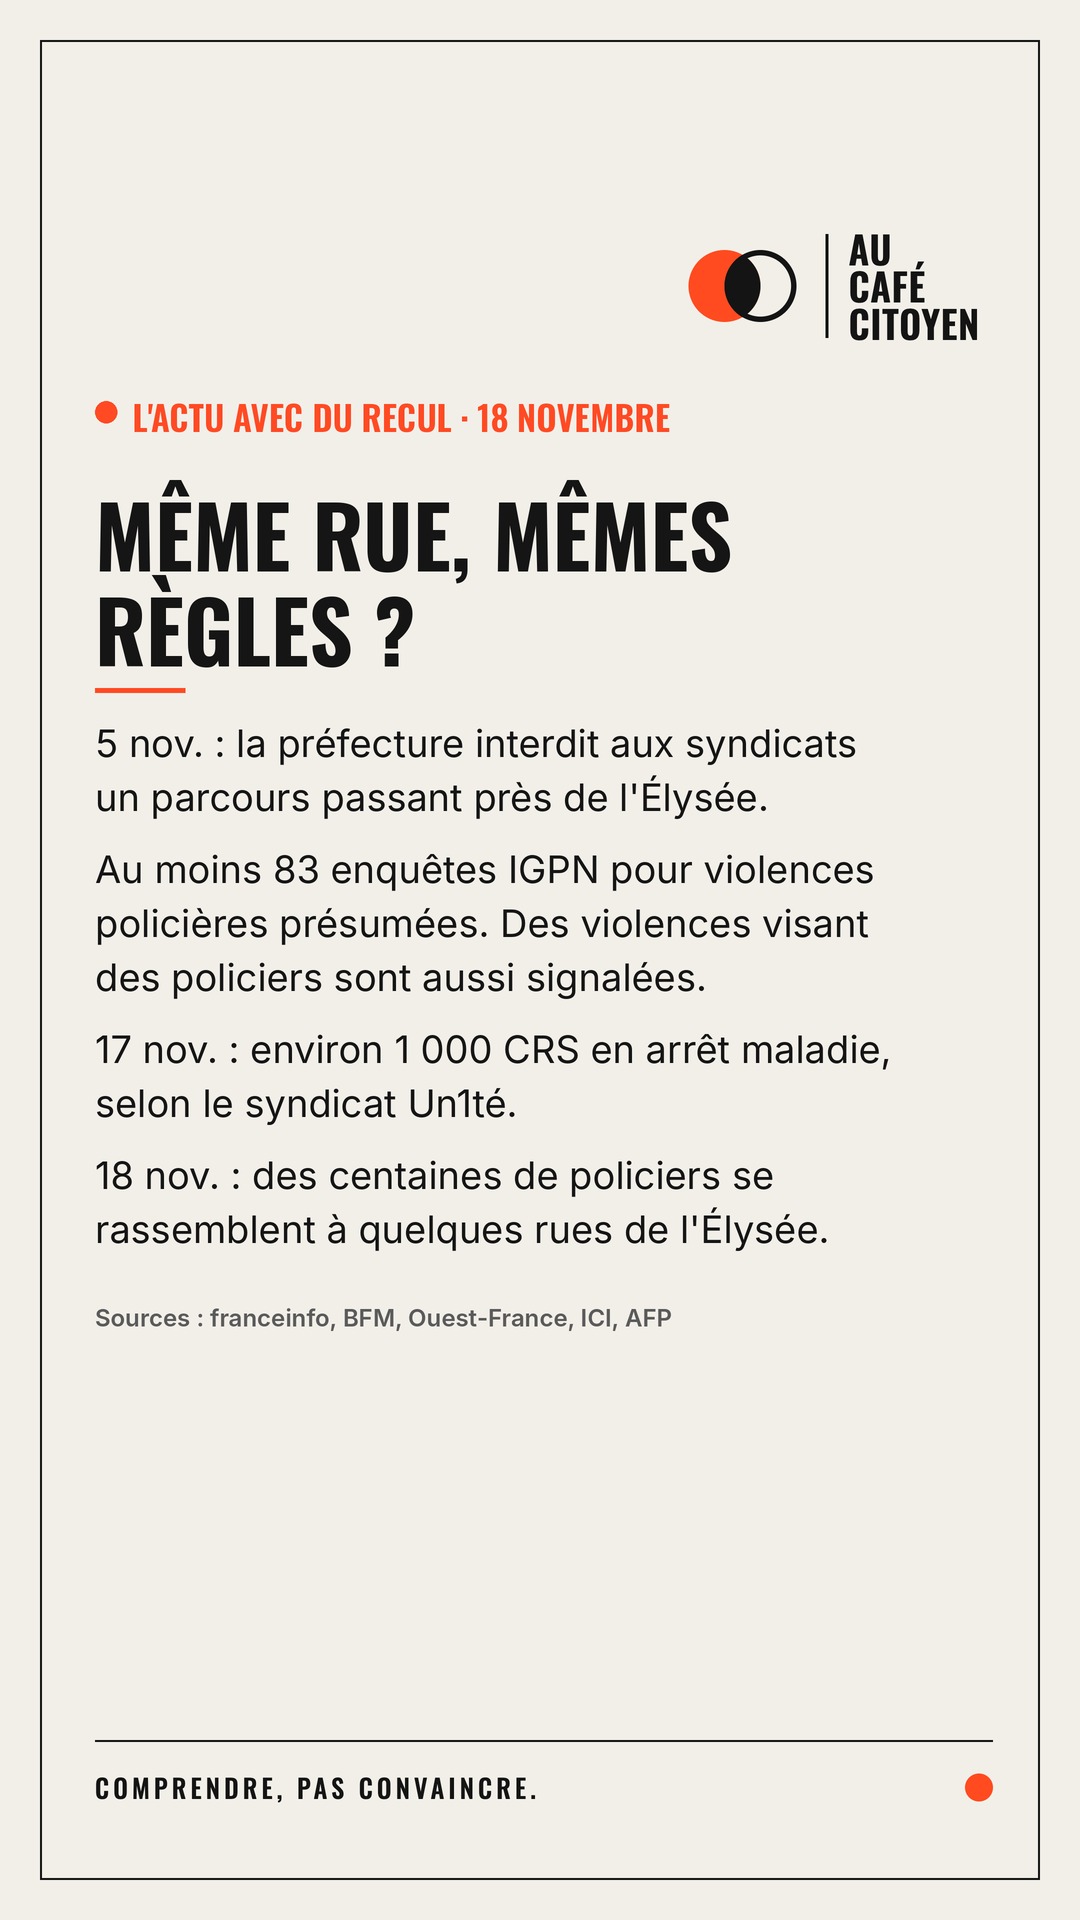 AU
CAFÉ
CITOYEN
L'ACTU AVEC DU RECUL · 18 NOVEMBRE
MÊME RUE, MÊMES
RÈGLES ?
5 nov. : la préfecture interdit aux syndicats
un parcours passant près de l'Élysée.
Au moins 83 enquêtes IGPN pour violences
policières présumées. Des violences visant
des policiers sont aussi signalées.
17 nov. : environ 1 000 CRS en arrêt maladie,
selon le syndicat Un1té.
18 nov. : des centaines de policiers se
rassemblent à quelques rues de l'Élysée.
Sources : franceinfo, BFM, Ouest-France, ICI, AFP
COMPRENDRE, PAS CONVAINCRE.